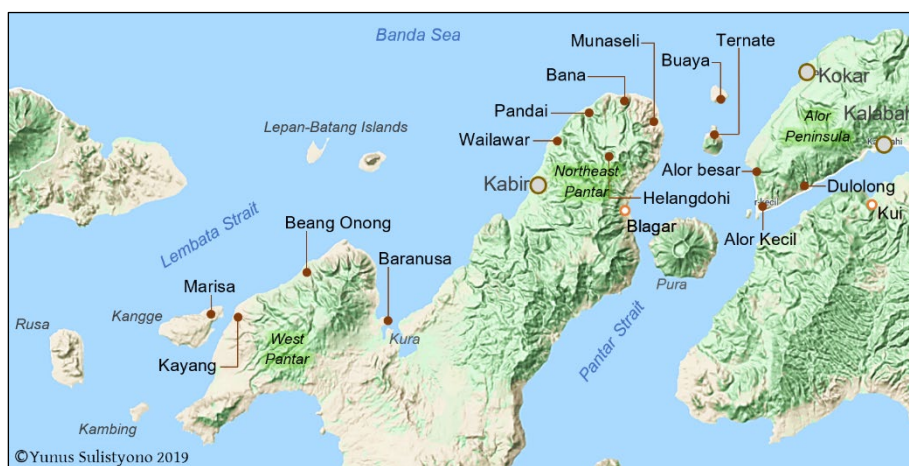 Banda Sea
Munaseli
Ternate
Buaya
Bana
Kokar
Pandai
Alor
Peninsula
Kalabah
Lepan-Batang Islands
Wailawar
Northeast
Pantar
Alor besar
Kabir
Dulolong
Helangdohi
Kui
Blagar
Alor Kecil
Lembata Strait
Beang Onong
Baranusa
Marisa
Pura
Kangge
Rusa
Kura
West
Pantar
Pantar Strait
Kayang
Kambing
©Yunus Sulistyono 2019